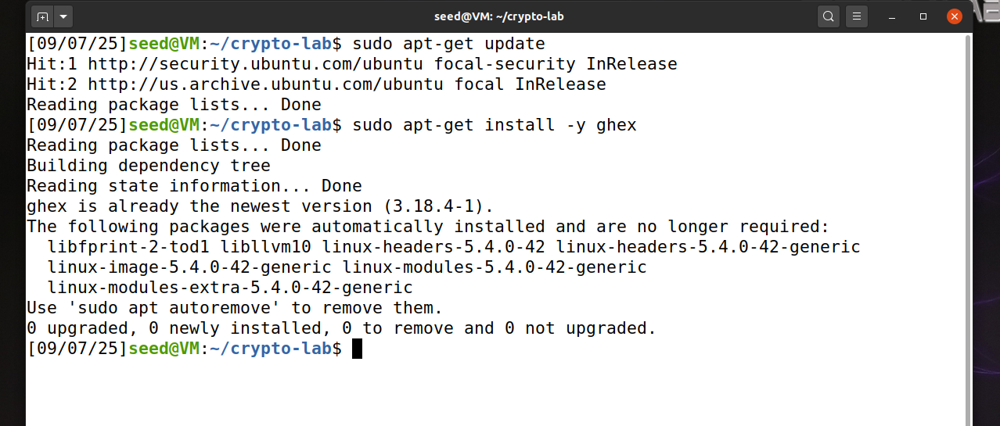 seed@VM: ~/crypto-lab
[09/07/25]seed@VM:~/crypto-lab$ sudo apt-get update
Hit:1 http://security.ubuntu.com/ubuntu focal-security InRelease
Hit:2 http://us.archive.ubuntu.com/ubuntu focal InRelease
Reading package lists... Done
[09/07/25]seed@VM:~/crypto-lab$ sudo apt-get install -y ghex
Reading package lists... Done
Building dependency tree
Reading state information... Done
ghex is already the newest version (3.18.4-1).
The following packages were automatically installed and are no longer required:
  libfprint-2-tod1 libllvm10 linux-headers-5.4.0-42 linux-headers-5.4.0-42-generic
  linux-image-5.4.0-42-generic linux-modules-5.4.0-42-generic
  linux-modules-extra-5.4.0-42-generic
Use 'sudo apt autoremove' to remove them.
0 upgraded, 0 newly installed, 0 to remove and 0 not upgraded.
[09/07/25]seed@VM:~/crypto-lab$